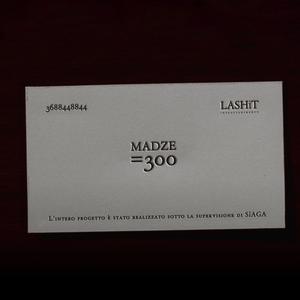 3688448844
LASHiT
MADZE
=300
L'intero progetto è stato realizzato sotto la supervisione di SiAGA